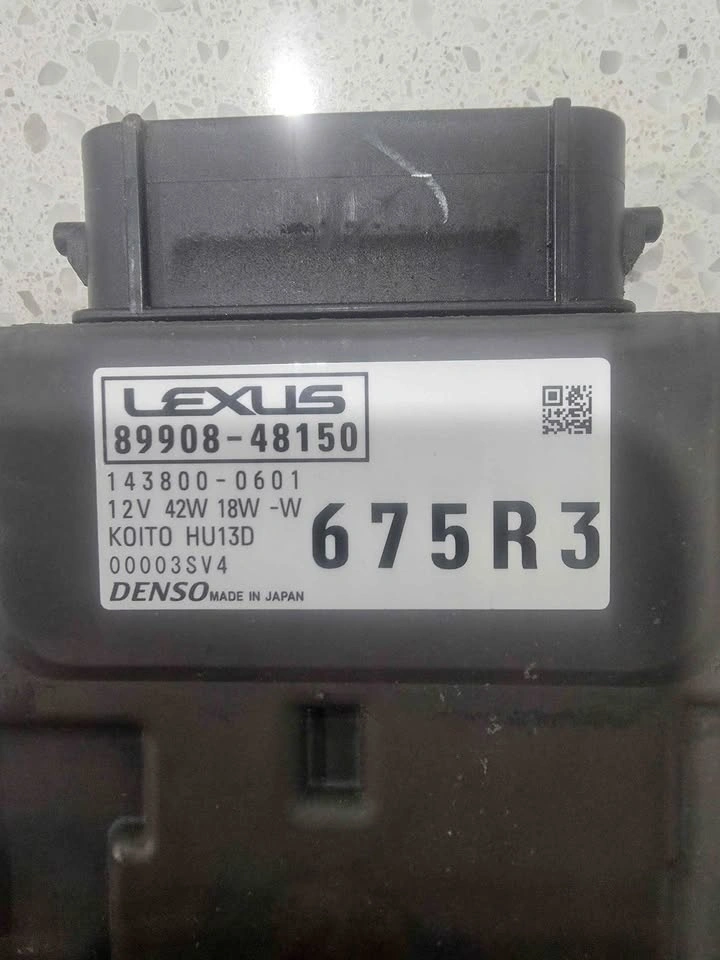 LEXUS
89908-48150
143800-0601
12V 42W 18W -W
KOITO HU13D
00003SV4
675R3
DENSO MADE IN JAPAN